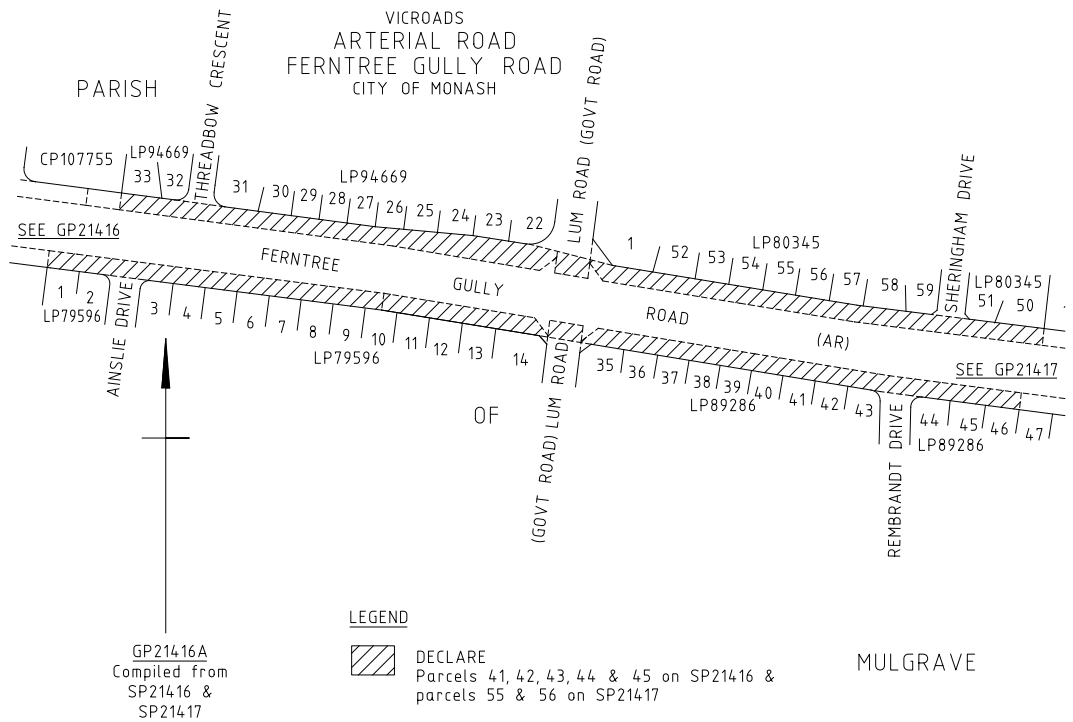 VICROADS
ARTERIAL ROAD
FERNTREE GULLY ROAD
CITY OF MONASH
PARISH
THREADBOW CRESCENT
LUM ROAD (GOVT ROAD)
CP107755
LP94669
33 32
31 30 29 28 27 26 25 24 23 22
LP94669
1 52 53 54 55 56 57 58 59
LP80345
SHERINGHAM DRIVE
LP80345
51 50
SEE GP21416
FERNTREE
GULLY
ROAD
(AR)
SEE GP21417
1 2
LP79596
AINSLIE DRIVE
3 4 5 6 7 8 9 10 11 12 13 14
LP79596
(GOVT ROAD) LUM ROAD
35 36 37 38 39 40 41 42 43
LP89286
REMBRANDT DRIVE
44 45 46 47
LP89286
OF
LEGEND
DECLARE
Parcels 41, 42, 43, 44 & 45 on SP21416 &
parcels 55 & 56 on SP21417
MULGRAVE
GP21416A
Compiled from
SP21416 &
SP21417